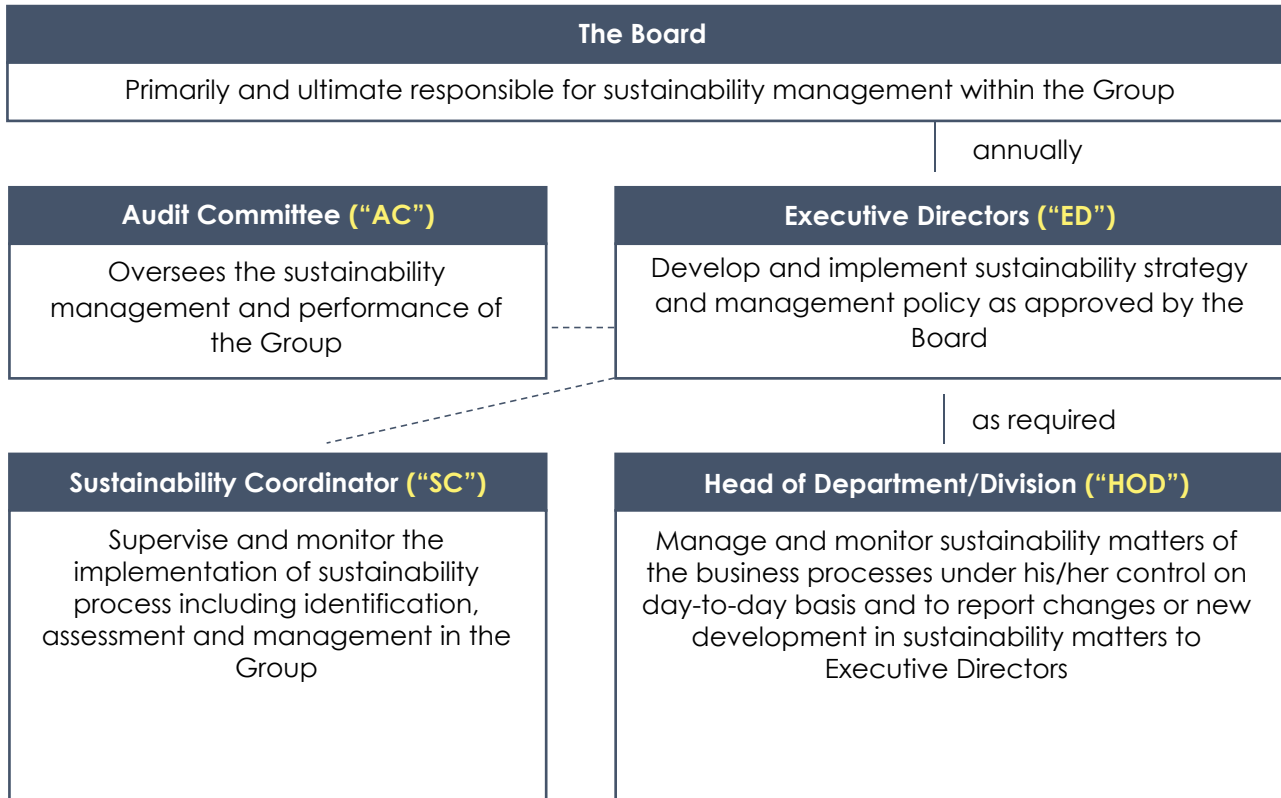 The Board
Primarily and ultimate responsible for sustainability management within the Group
annually
Audit Committee (“AC”)
Oversees the sustainability
management and performance of
the Group
Executive Directors (“ED”)
Develop and implement sustainability strategy
and management policy as approved by the
Board
as required
Sustainability Coordinator (“SC”)
Supervise and monitor the
implementation of sustainability
process including identification,
assessment and management in the
Group
Head of Department/Division (“HOD”)
Manage and monitor sustainability matters of
the business processes under his/her control on
day-to-day basis and to report changes or new
development in sustainability matters to
Executive Directors